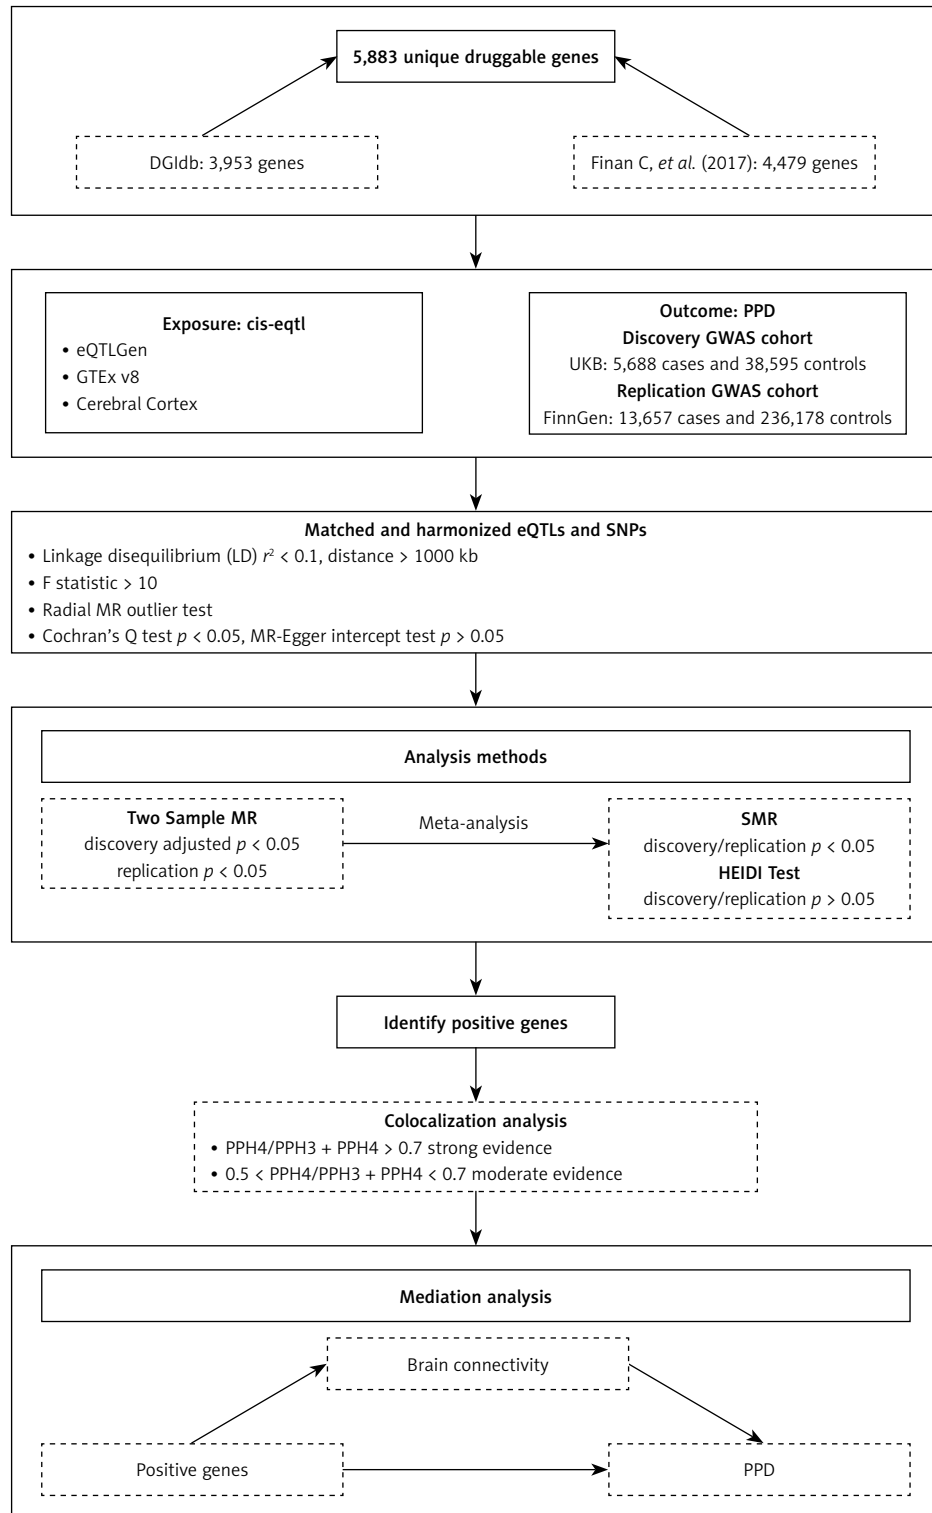 5,883 unique druggable genes
DGIdb: 3,953 genes
Finan C, et al. (2017): 4,479 genes
Exposure: cis-eqtl
• eQTLGen
• GTEx v8
• Cerebral Cortex
Outcome: PPD
Discovery GWAS cohort
UKB: 5,688 cases and 38,595 controls
Replication GWAS cohort
FinnGen: 13,657 cases and 236,178 controls
Matched and harmonized eQTLs and SNPs
• Linkage disequilibrium (LD) r² < 0.1, distance > 1000 kb
• F statistic > 10
• Radial MR outlier test
• Cochran's Q test p < 0.05, MR-Egger intercept test p > 0.05
Analysis methods
Two Sample MR
discovery adjusted p < 0.05
replication p < 0.05
Meta-analysis
SMR
discovery/replication p < 0.05
HEIDI Test
discovery/replication p > 0.05
Identify positive genes
Colocalization analysis
• PPH4/PPH3 + PPH4 > 0.7 strong evidence
• 0.5 < PPH4/PPH3 + PPH4 < 0.7 moderate evidence
Mediation analysis
Brain connectivity
Positive genes
PPD